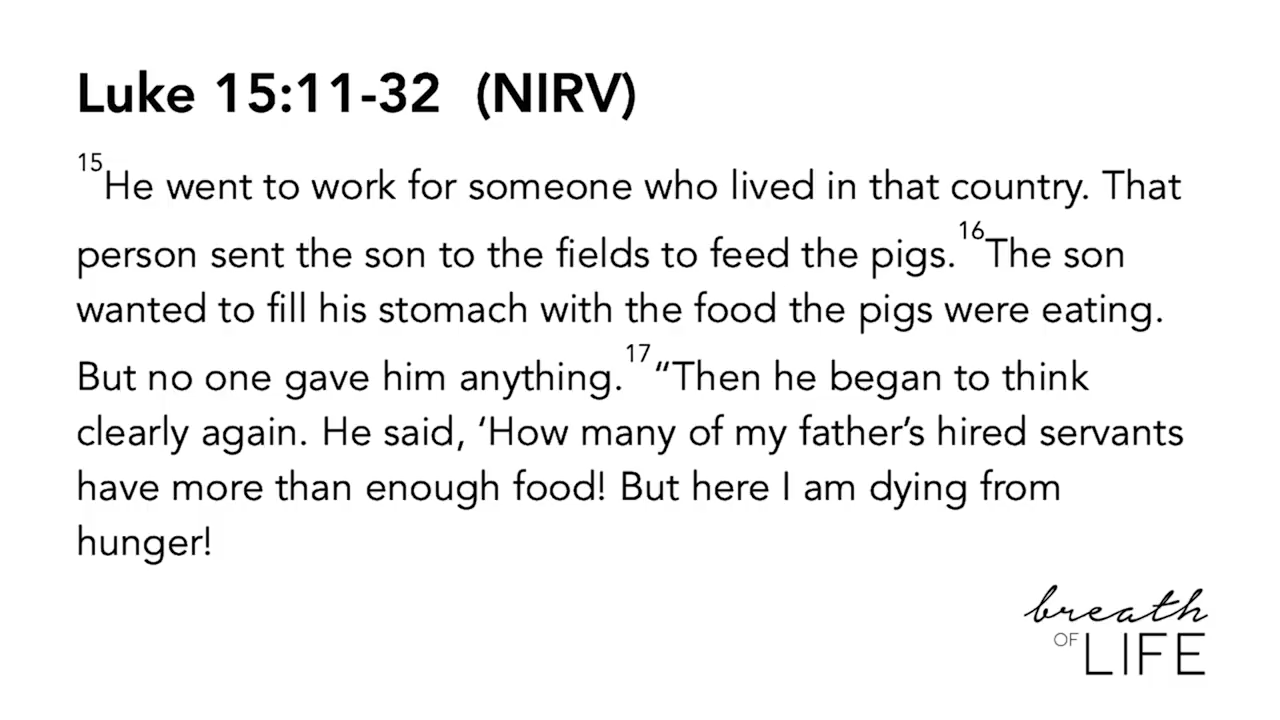 Luke 15:11-32 (NIRV)
15He went to work for someone who lived in that country. That
person sent the son to the fields to feed the pigs. 16The son
wanted to fill his stomach with the food the pigs were eating.
But no one gave him anything. 17 “Then he began to think
clearly again. He said, ‘How many of my father’s hired servants
have more than enough food! But here I am dying from
hunger!
breath
OF LIFE